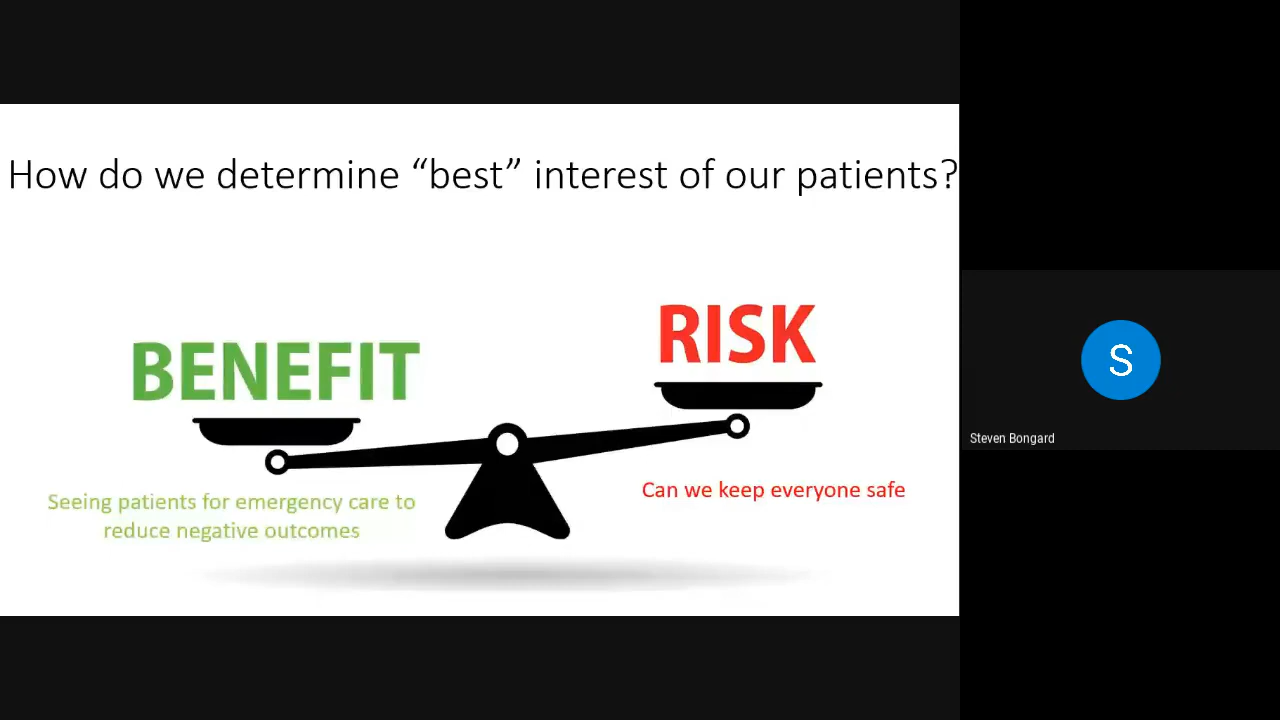 How do we determine “best” interest of our patients?
BENEFIT
RISK
Seeing patients for emergency care to
reduce negative outcomes
Can we keep everyone safe
S
Steven Bongard